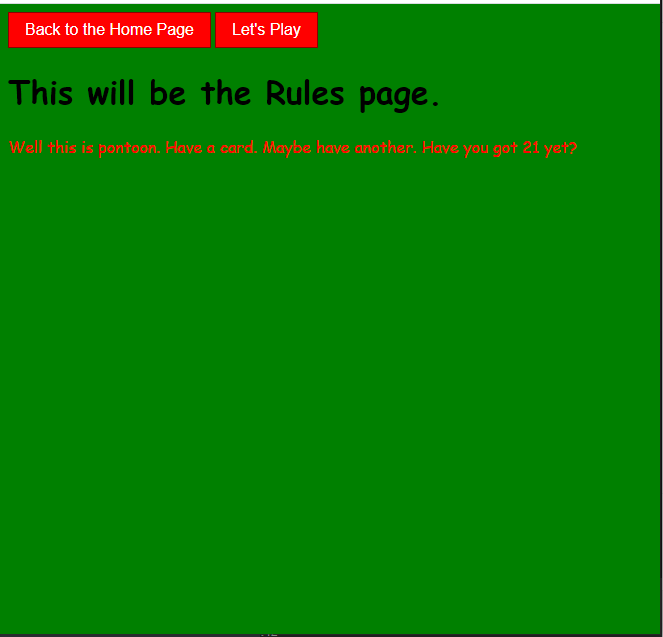 Back to the Home Page Let's Play
This will be the Rules page.
Well this is pontoon. Have a card. Maybe have another. Have you got 21 yet?